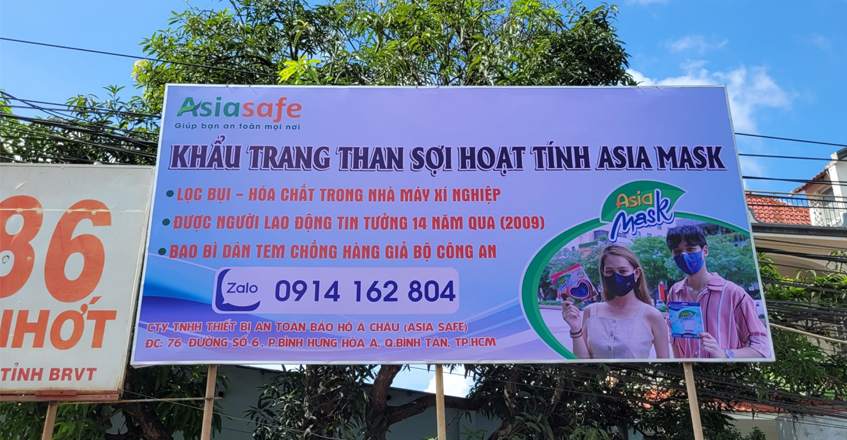 Asiasafe
Giúp bạn an toàn mọi nơi
KHẨU TRANG THAN SỢI HOẠT TÍNH ASIA MASK
• LỌC BỤI – HÓA CHẤT TRONG NHÀ MÁY XÍ NGHIỆP
• ĐƯỢC NGƯỜI LAO ĐỘNG TIN TƯỞNG 14 NĂM QUA (2009)
• BAO BÌ DÁN TEM CHỐNG HÀNG GIẢ BỘ CÔNG AN
Asia
Mask
Zalo 0914 162 804
CTY TNHH THIẾT BỊ AN TOÀN BẢO HỘ Á CHÂU (ASIA SAFE)
ĐC: 76, ĐƯỜNG SỐ 6, P.BÌNH HƯNG HÒA A, Q.BÌNH TÂN, TP.HCM
86
NHỚT
TỈNH BRVT